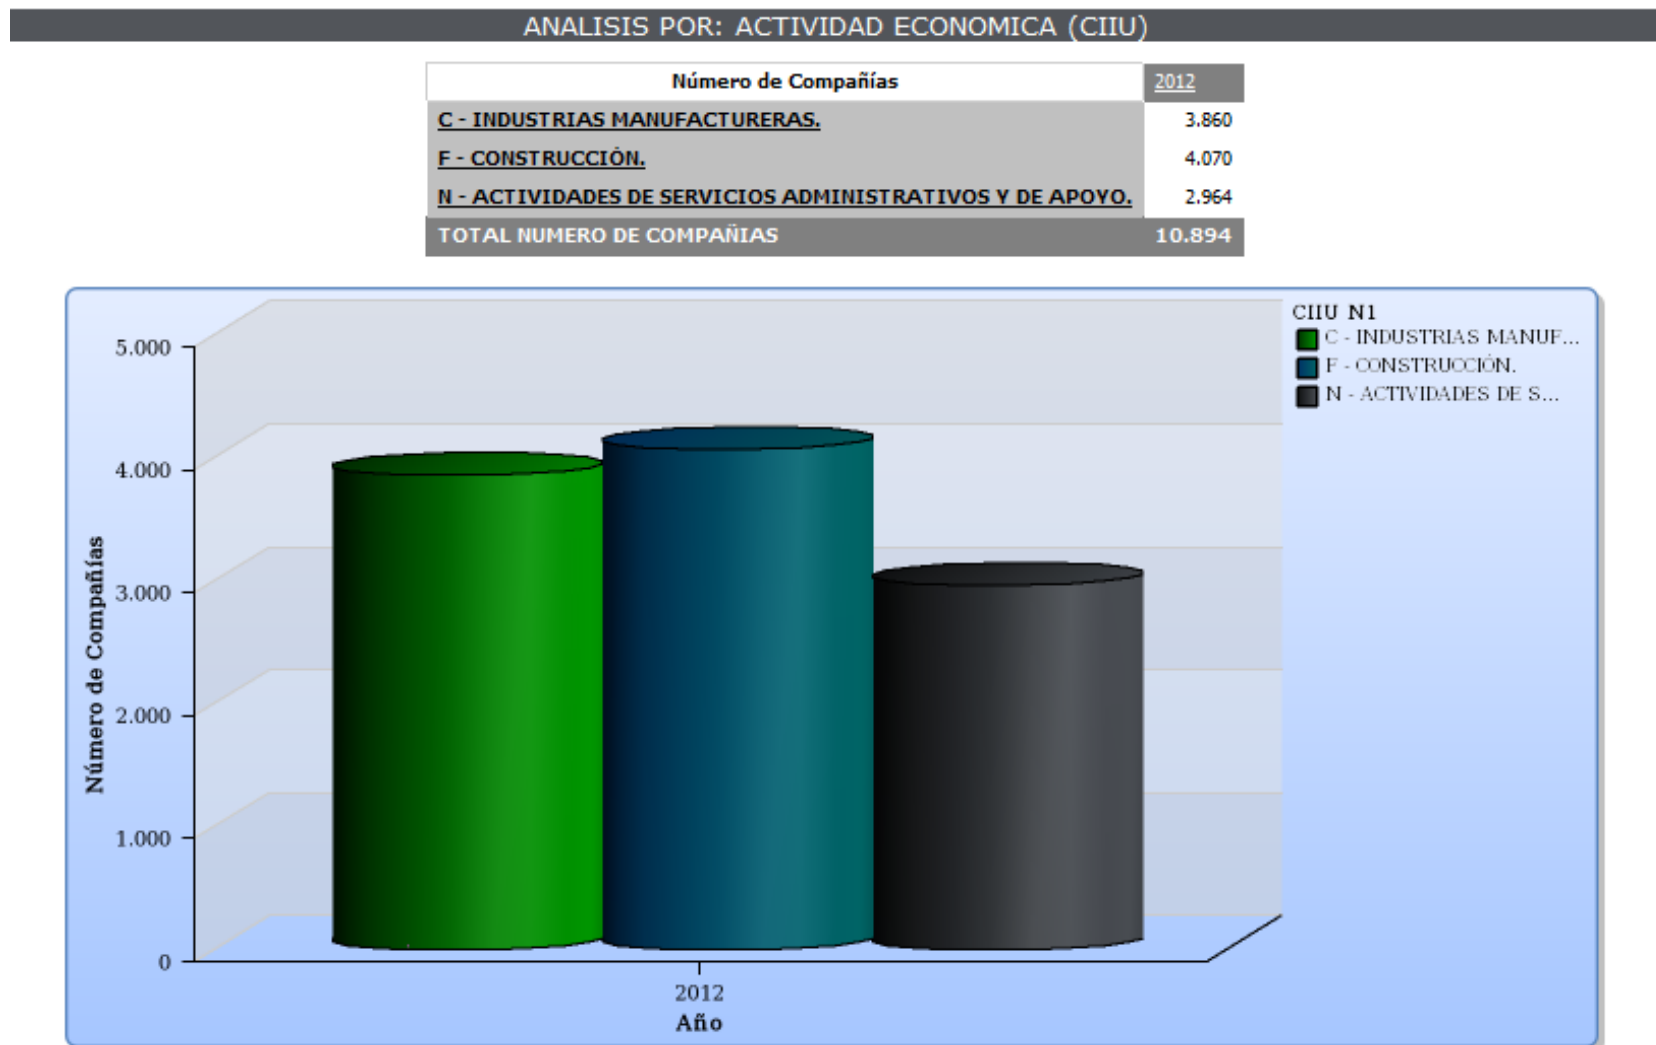 ANALISIS POR: ACTIVIDAD ECONOMICA (CIIU)
Número de Compañías 2012
C - INDUSTRIAS MANUFACTURERAS. 3.860
F - CONSTRUCCIÓN. 4.070
N - ACTIVIDADES DE SERVICIOS ADMINISTRATIVOS Y DE APOYO. 2.964
TOTAL NUMERO DE COMPAÑIAS 10.894
CIIU N1
C - INDUSTRIAS MANUF...
F - CONSTRUCCIÓN.
N - ACTIVIDADES DE S...
5.000
4.000
3.000
2.000
1.000
0
Número de Compañías
2012
Año